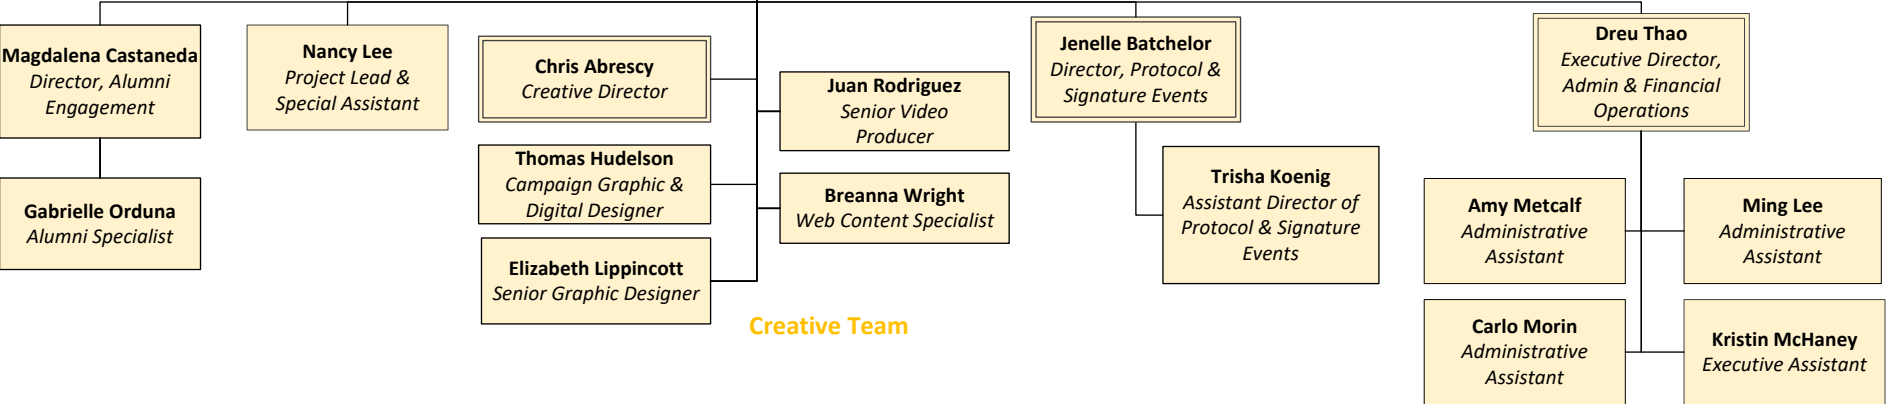 Magdalena Castaneda
Director, Alumni
Engagement
Gabrielle Orduna
Alumni Specialist
Nancy Lee
Project Lead &
Special Assistant
Chris Abrescy
Creative Director
Thomas Hudelson
Campaign Graphic &
Digital Designer
Elizabeth Lippincott
Senior Graphic Designer
Juan Rodriguez
Senior Video
Producer
Breanna Wright
Web Content Specialist
Creative Team
Jenelle Batchelor
Director, Protocol &
Signature Events
Trisha Koenig
Assistant Director of
Protocol & Signature
Events
Dreu Thao
Executive Director,
Admin & Financial
Operations
Amy Metcalf
Administrative
Assistant
Ming Lee
Administrative
Assistant
Carlo Morin
Administrative
Assistant
Kristin McHaney
Executive Assistant